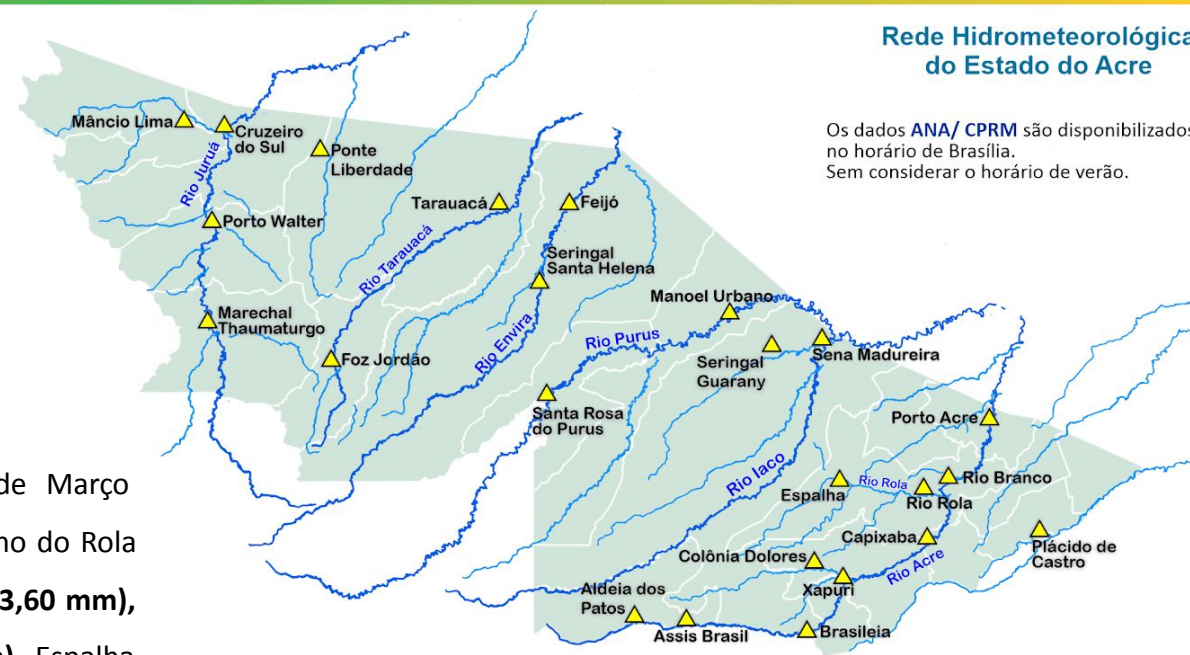 Rede Hidrometeorológica
do Estado do Acre
Os dados ANA/ CPRM são disponibilizados
no horário de Brasília.
Sem considerar o horário de verão.
Mâncio Lima
Cruzeiro
do Sul
Ponte
Liberdade
Rio Juruá
Porto Walter
Tarauacá
Feijó
Rio Tarauacá
Seringal
Santa Helena
Marechal
Thaumaturgo
Foz Jordão
Rio Envira
Manoel Urbano
Rio Purus
Seringal
Guarany
Sena Madureira
Santa Rosa
do Purus
Porto Acre
Rio Iaco
Espalha
Rio Rola
Rio Rola
Rio Branco
Capixaba
Plácido de
Castro
Colônia Dolores
Xapuri
Rio Acre
Aldeia dos
Patos
Assis Brasil
Brasileia
de Março
do Rola
3,60 mm),
Espalha